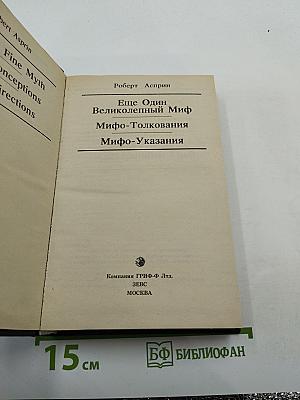 Роберт Асприн
Еще Один
Великолепный Миф
Мифо-Толкования
Мифо-Указания
Компания ГРИФ-Ф Лтд.
ЗЕВС
МОСКВА
Fine Myth
15 см
БФ БИБЛИОФАН